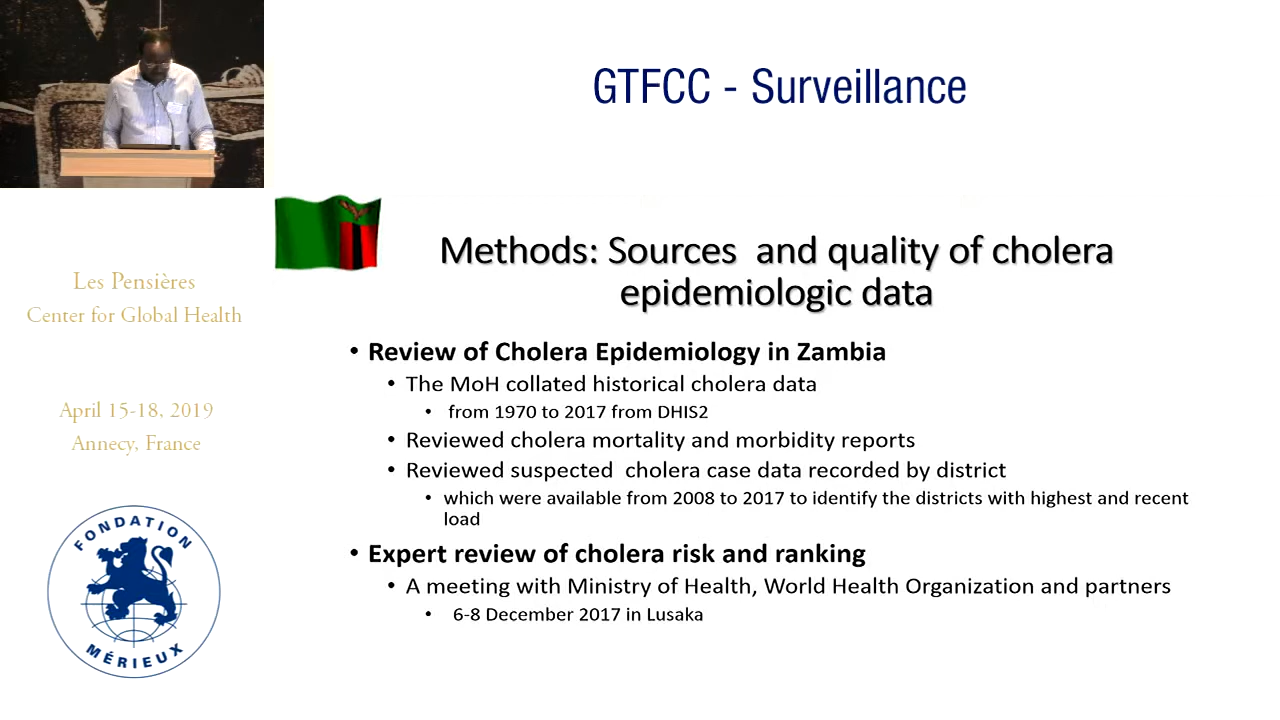 GTFCC - Surveillance
Les Pensières
Center for Global Health
April 15-18, 2019
Annecy, France
FONDATION
MÉRIEUX
Methods: Sources and quality of cholera
epidemiologic data
• Review of Cholera Epidemiology in Zambia
• The MoH collated historical cholera data
• from 1970 to 2017 from DHIS2
• Reviewed cholera mortality and morbidity reports
• Reviewed suspected cholera case data recorded by district
• which were available from 2008 to 2017 to identify the districts with highest and recent
load
• Expert review of cholera risk and ranking
• A meeting with Ministry of Health, World Health Organization and partners
• 6-8 December 2017 in Lusaka